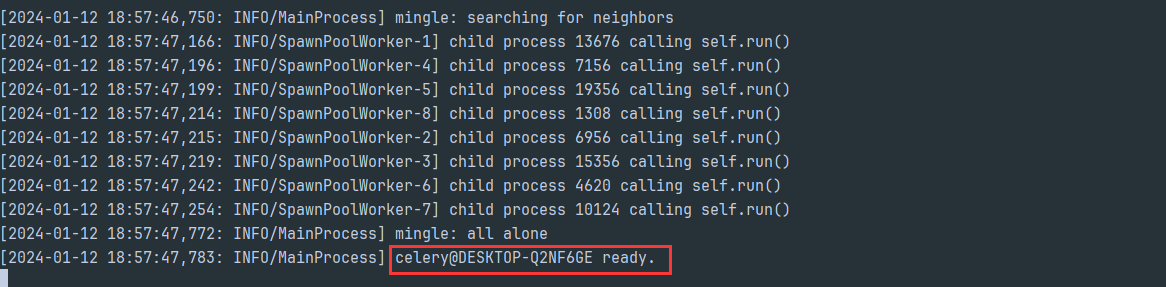 [2024-01-12 18:57:46,750: INFO/MainProcess] mingle: searching for neighbors
[2024-01-12 18:57:47,166: INFO/SpawnPoolWorker-1] child process 13676 calling self.run()
[2024-01-12 18:57:47,196: INFO/SpawnPoolWorker-4] child process 7156 calling self.run()
[2024-01-12 18:57:47,199: INFO/SpawnPoolWorker-5] child process 19356 calling self.run()
[2024-01-12 18:57:47,214: INFO/SpawnPoolWorker-8] child process 1308 calling self.run()
[2024-01-12 18:57:47,215: INFO/SpawnPoolWorker-2] child process 6956 calling self.run()
[2024-01-12 18:57:47,219: INFO/SpawnPoolWorker-3] child process 15356 calling self.run()
[2024-01-12 18:57:47,242: INFO/SpawnPoolWorker-6] child process 4620 calling self.run()
[2024-01-12 18:57:47,254: INFO/SpawnPoolWorker-7] child process 10124 calling self.run()
[2024-01-12 18:57:47,772: INFO/MainProcess] mingle: all alone
[2024-01-12 18:57:47,783: INFO/MainProcess] celery@DESKTOP-Q2NF6GE ready.